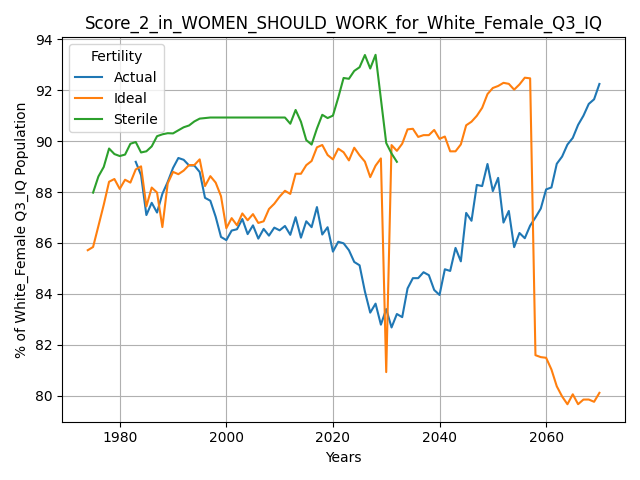 Score_2_in_WOMEN_SHOULD_WORK_for_White_Female_Q3_IQ
% of White_Female Q3_IQ Population
94
92
90
88
86
84
82
80
Fertility
Actual
Ideal
Sterile
1980
2000
2020
2040
2060
Years